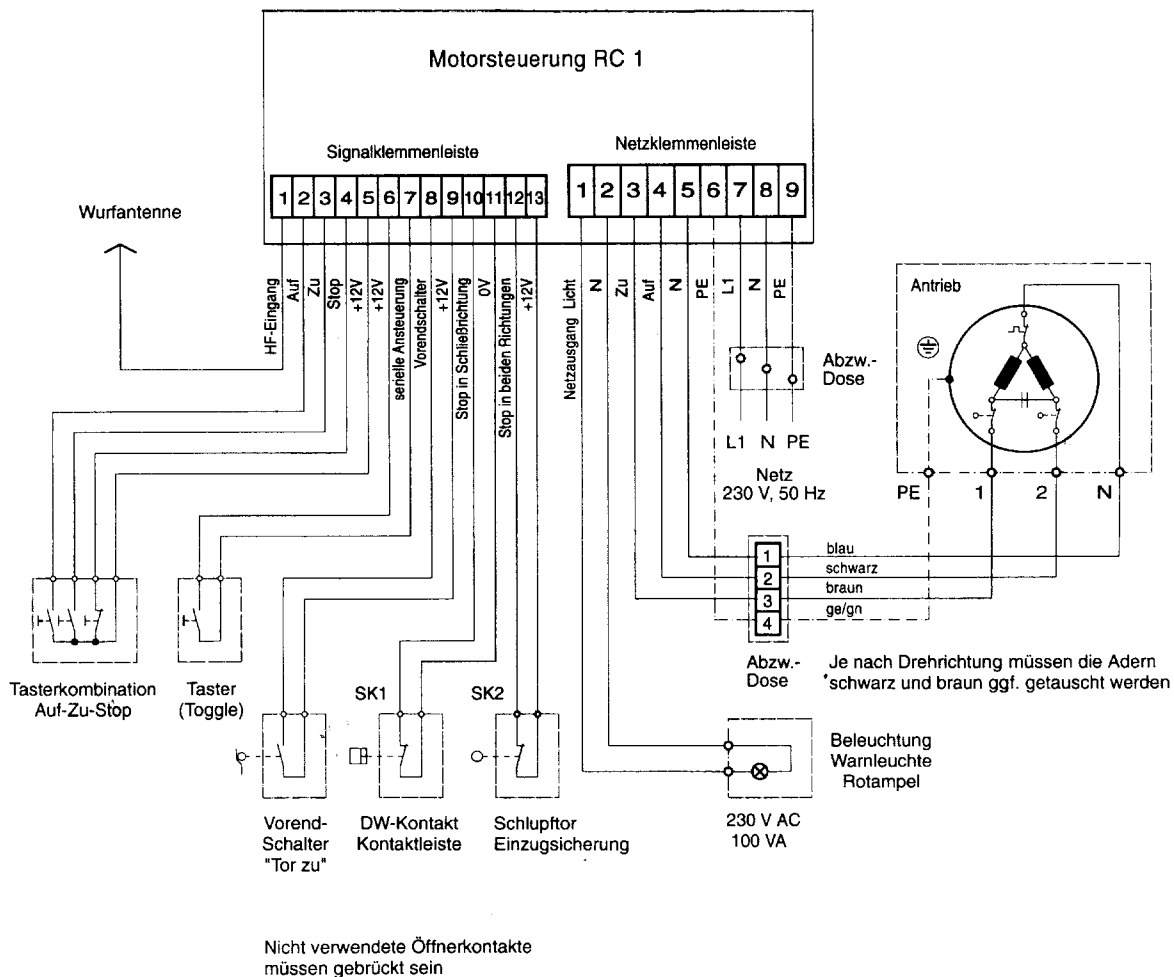 Motorsteuerung RC 1
Signalklemmenleiste
Netzklemmenleiste
1 2 3 4 5 6 7 8 9 10 11 12 13
1 2 3 4 5 6 7 8 9
Wurfantenne
HF-Eingang
Auf
Zu
Stop
+12V
+12V
serielle Ansteuerung
Vorendschalter
+12V
Stop in Schließrichtung
0V
Stop in beiden Richtungen
+12V
Netzausgang Licht
N
Zu
Auf
N
PE
L1
N
PE
Abzw.-
Dose
L1 N PE
Netz
230 V, 50 Hz
Antrieb
PE 1 2 N
1 blau
2 schwarz
3 braun
4 ge/gn
Abzw.-
Dose
Je nach Drehrichtung müssen die Adern
schwarz und braun ggf. getauscht werden
Tasterkombination
Auf-Zu-Stop
Taster
(Toggle)
SK1
SK2
Vorend-
Schalter
"Tor zu"
DW-Kontakt
Kontaktleiste
Schlupftor
Einzugsicherung
Beleuchtung
Warnleuchte
Rotampel
230 V AC
100 VA
Nicht verwendete Öffnerkontakte
müssen gebrückt sein